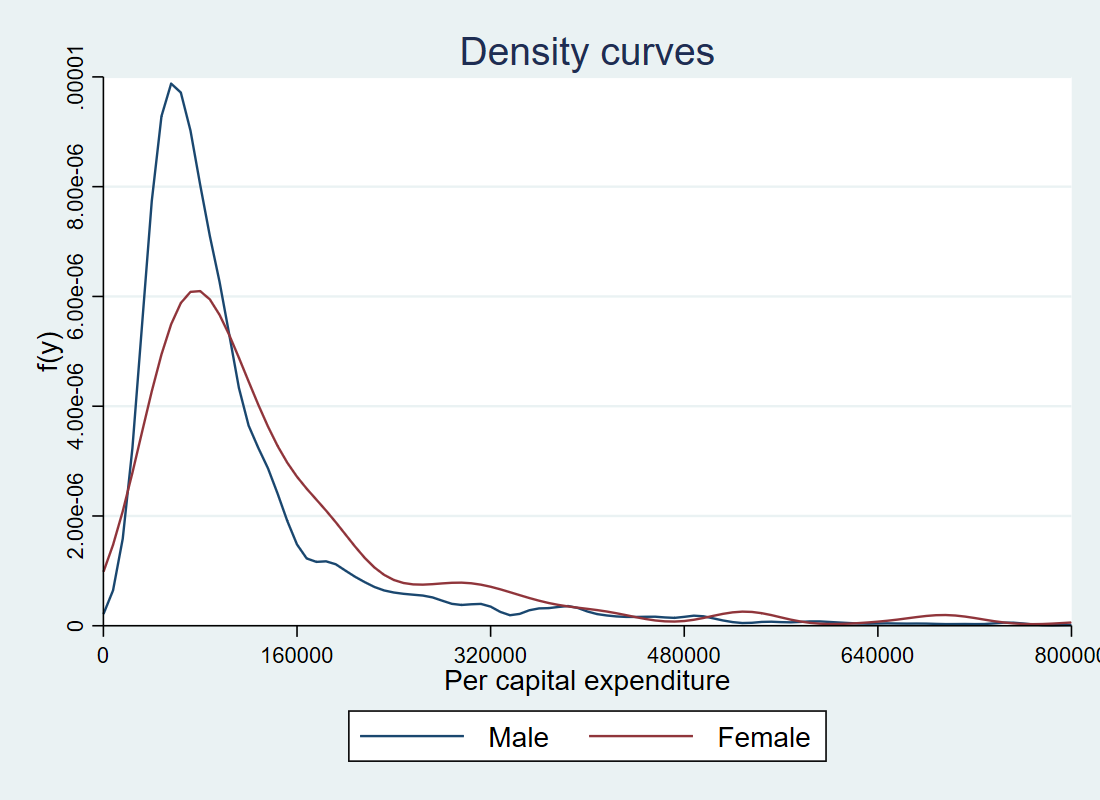 Density curves
.00001
8.00e-06
6.00e-06
4.00e-06
2.00e-06
0
f(y)
0 160000 320000 480000 640000 80000
Per capital expenditure
Male Female